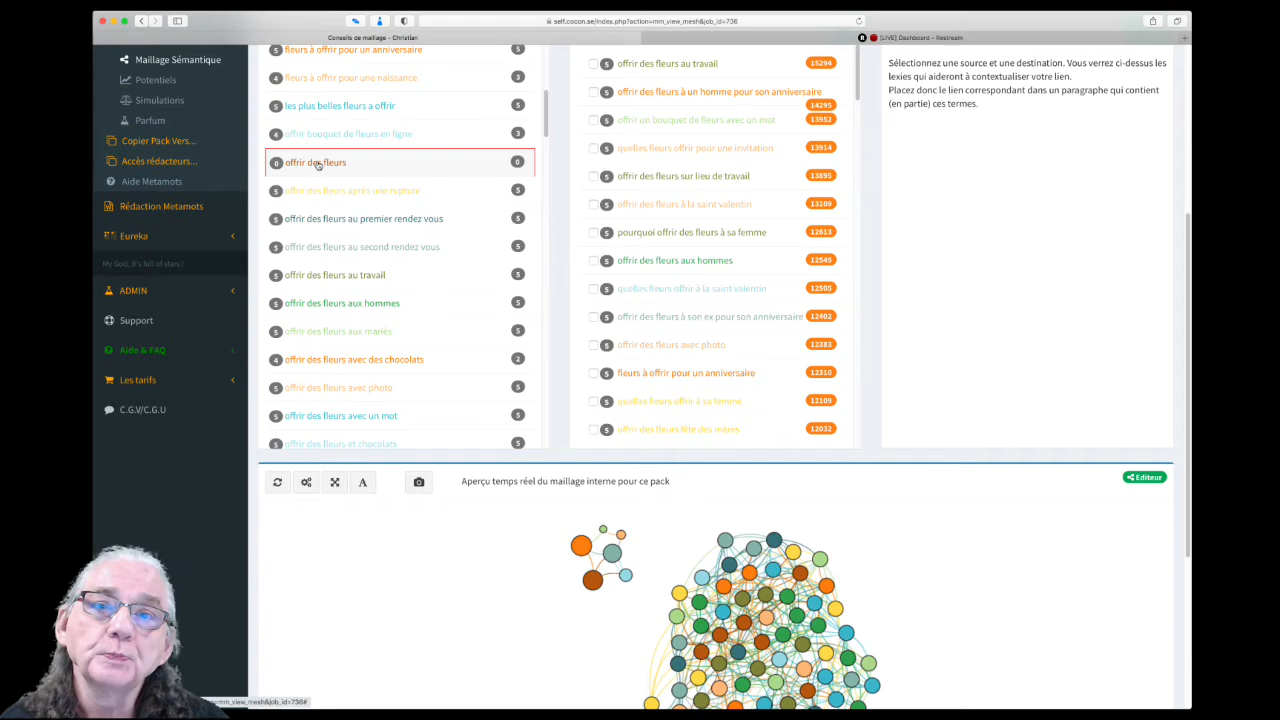 self.cocon.se/index.php?action=mm_view_mesh&job_id=736
Conseils de maillage - Christian
R [LIVE] Dashboard – Restream
Maillage Sémantique
Potentiels
Simulations
Parfum
Copier Pack Vers...
Accès rédacteurs...
Aide Metamots
Rédaction Metamots
Eureka
My God, it's full of stars !
ADMIN
Support
Aide & FAQ
Les tarifs
C.G.V/C.G.U
5 fleurs à offrir pour un anniversaire 5
4 fleurs à offrir pour une naissance 3
5 les plus belles fleurs a offrir 5
4 offrir bouquet de fleurs en ligne 3
0 offrir des fleurs 0
5 offrir des fleurs après une rupture 5
5 offrir des fleurs au premier rendez vous 5
5 offrir des fleurs au second rendez vous 5
5 offrir des fleurs au travail 5
5 offrir des fleurs aux hommes 5
5 offrir des fleurs aux mariés 5
4 offrir des fleurs avec des chocolats 2
5 offrir des fleurs avec photo 5
5 offrir des fleurs avec un mot 5
5 offrir des fleurs et chocolats 5
5 offrir des fleurs au travail 15294
5 offrir des fleurs à un homme pour son anniversaire 14295
5 offrir un bouquet de fleurs avec un mot 13952
5 quelles fleurs offrir pour une invitation 13914
5 offrir des fleurs sur lieu de travail 13895
5 offrir des fleurs à la saint valentin 13109
5 pourquoi offrir des fleurs à sa femme 12613
5 offrir des fleurs aux hommes 12545
5 quelles fleurs offrir à la saint valentin 12505
5 offrir des fleurs à son ex pour son anniversaire 12402
5 offrir des fleurs avec photo 12383
5 fleurs à offrir pour un anniversaire 12310
5 quelles fleurs offrir à sa femme 12109
5 offrir des fleurs fête des mères 12032
Sélectionnez une source et une destination. Vous verrez ci-dessus les
lexies qui aideront à contextualiser votre lien.
Placez donc le lien correspondant dans un paragraphe qui contient
(en partie) ces termes.
A
Aperçu temps réel du maillage interne pour ce pack
Editeur
=mm_view_mesh&job_id=736#